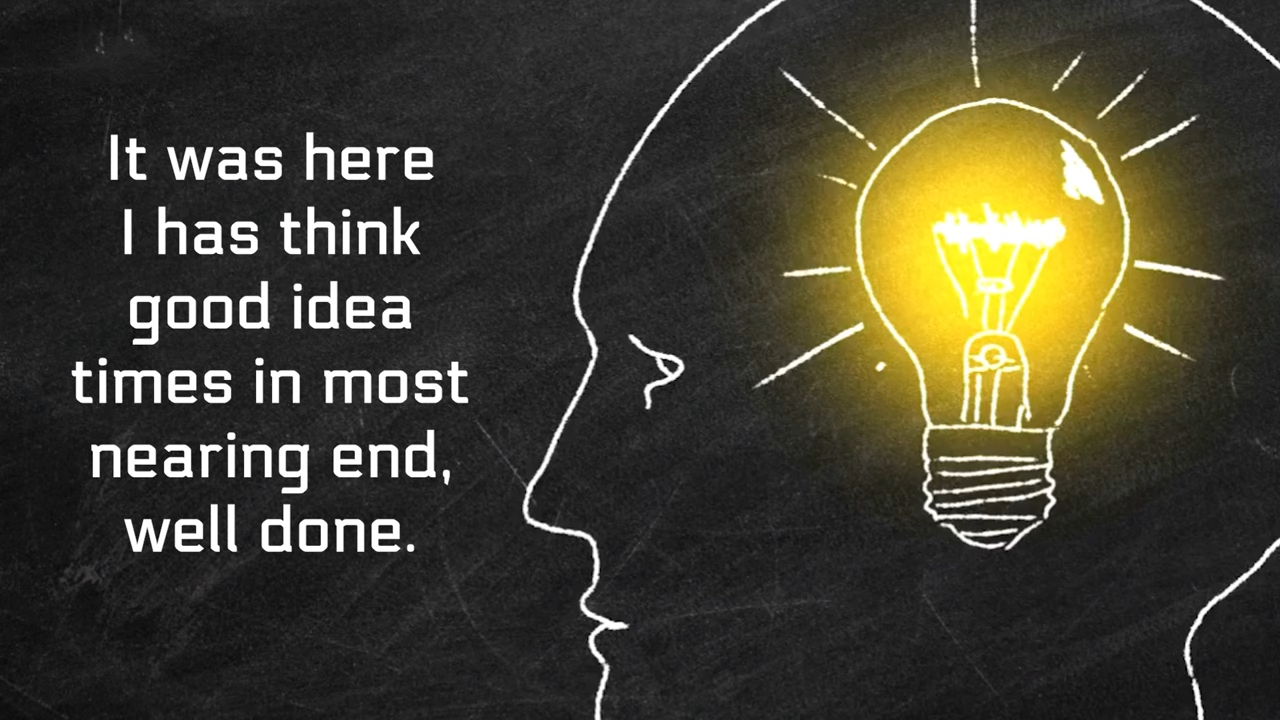 It was here
I has think
good idea
times in most
nearing end,
well done.